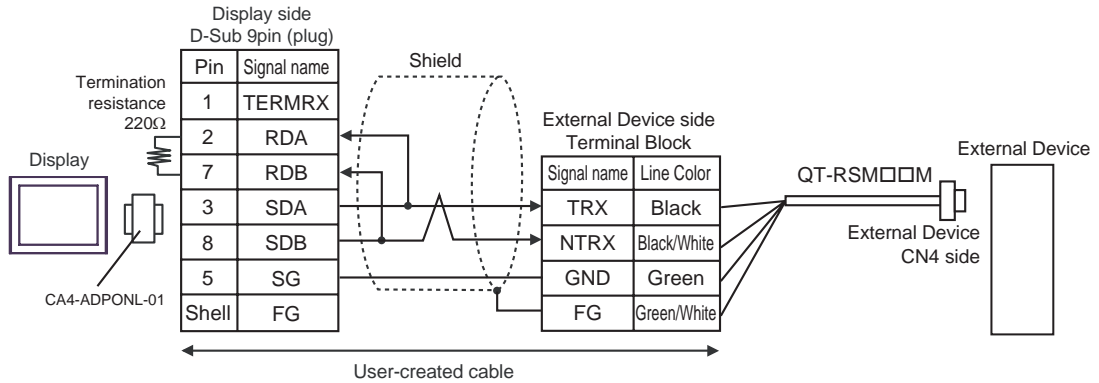 Display side
D-Sub 9pin (plug)
Pin Signal name
1 TERMRX
2 RDA
7 RDB
3 SDA
8 SDB
5 SG
Shell FG
Termination
resistance
220Ω
Display
CA4-ADPONL-01
Shield
External Device side
Terminal Block
Signal name Line Color
TRX Black
NTRX Black/White
GND Green
FG Green/White
QT-RSM□□M
External Device
External Device
CN4 side
User-created cable